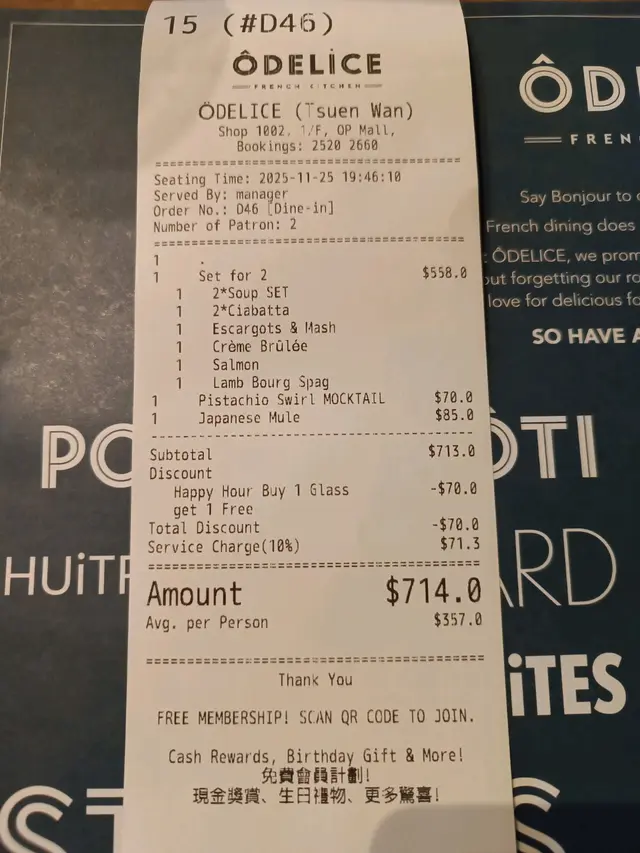 15 (#D46)
ÔDELİCE
FRENCH KITCHEN
ÖDELICE (Tsuen Wan)
Shop 1002, 1/F, OP Mall,
Bookings: 2520 2660
Seating Time: 2025-11-25 19:46:10
Served By: manager
Order No.: D46 [Dine-in]
Number of Patron: 2
1 .
1 Set for 2 $558.0
1 2*Soup SET
1 2*Ciabatta
1 Escargots & Mash
1 Crème Brûlée
1 Salmon
1 Lamb Bourg Spag
1 Pistachio Swirl MOCKTAIL $70.0
1 Japanese Mule $85.0
Subtotal $713.0
Discount
Happy Hour Buy 1 Glass -$70.0
get 1 Free
Total Discount -$70.0
Service Charge(10%) $71.3
Amount $714.0
Avg. per Person $357.0
Thank You
FREE MEMBERSHIP! SCAN QR CODE TO JOIN.
Cash Rewards, Birthday Gift & More!
免費會員計劃!
現金獎賞、生日禮物、更多驚喜!
ÔD
FREN
Say Bonjour to
French dining does
ÔDELICE, we prom
out forgetting our ro
love for delicious fo
SO HAVE A
PO
ÔTI
HUiTR
ARD
iTES
ST
S